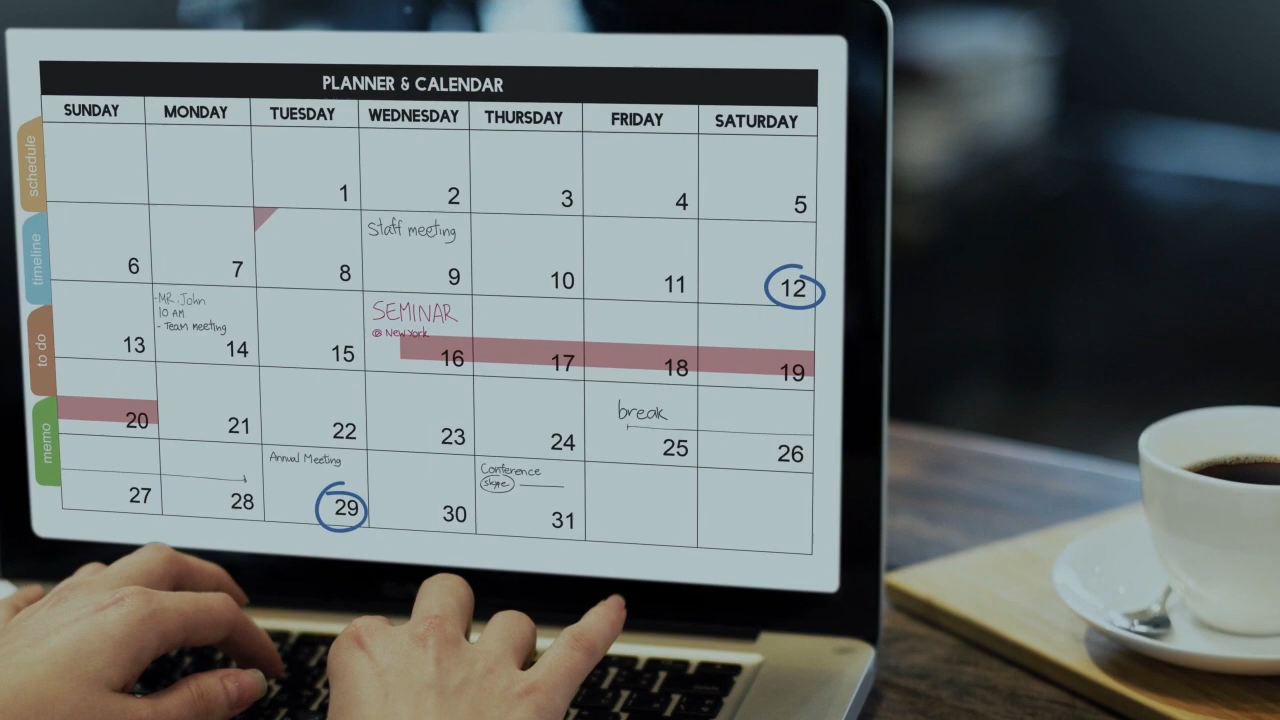 PLANNER & CALENDAR
SUNDAY MONDAY TUESDAY WEDNESDAY THURSDAY FRIDAY SATURDAY
schedule
1 2 3 4 5
timeline
Staff meeting
6 7 8 9 10 11 12
to do
-MR. John
10 AM
- Team meeting
SEMINAR
@ New York
13 14 15 16 17 18 19
memo
break
20 21 22 23 24 25 26
Annual Meeting
Conference
skype
27 28 29 30 31